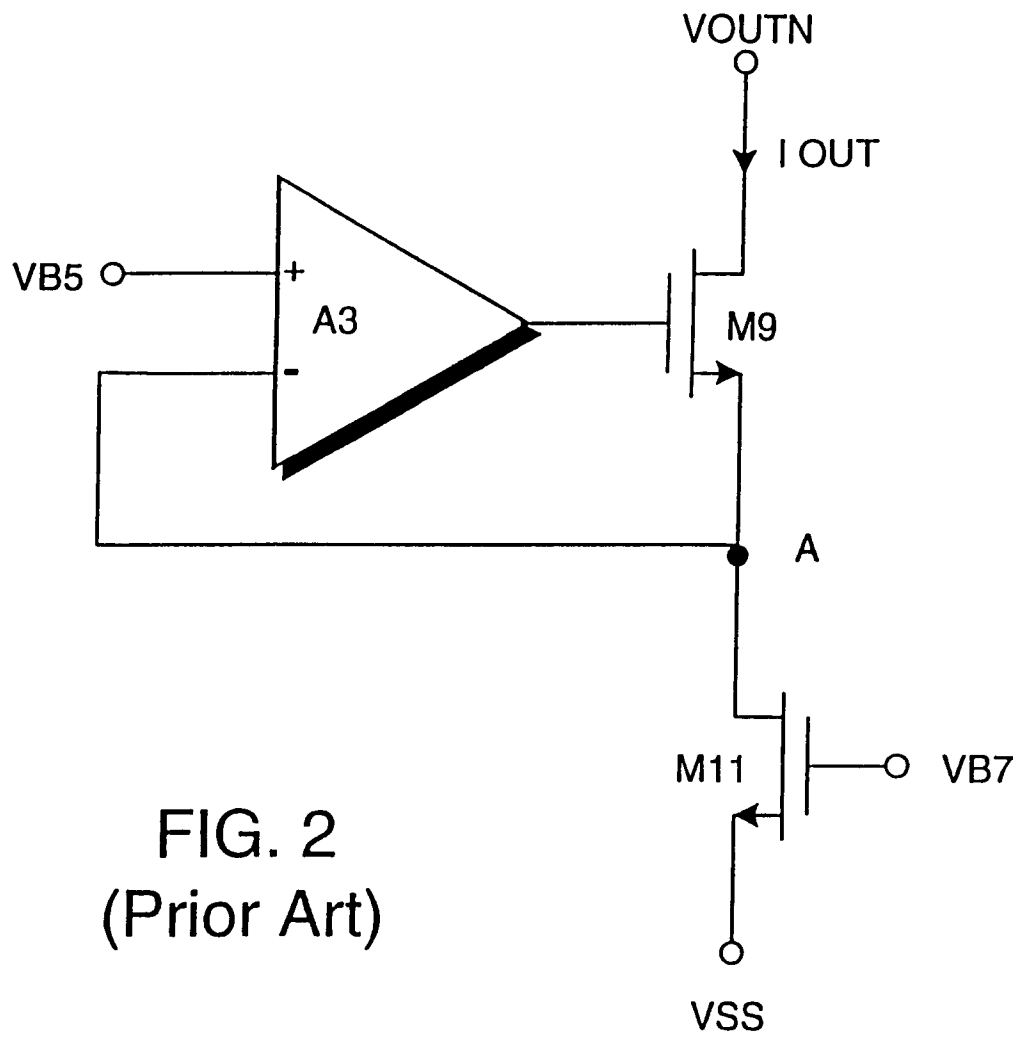 VOUTN
I OUT
VB5
+
A3
M9
-
A
M11
VB7
FIG. 2
(Prior Art)
VSS